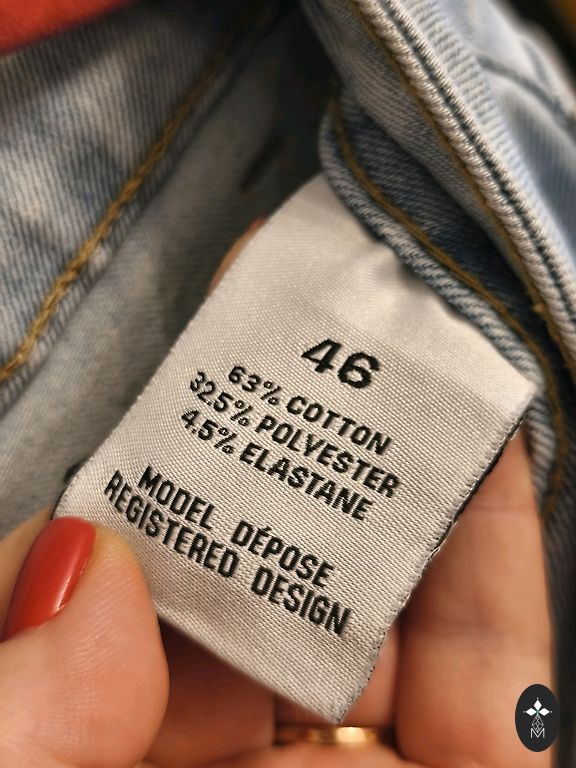 46
63% COTTON
32.5% POLYESTER
4.5% ELASTANE
MODEL DÉPOSE
REGISTERED DESIGN
M